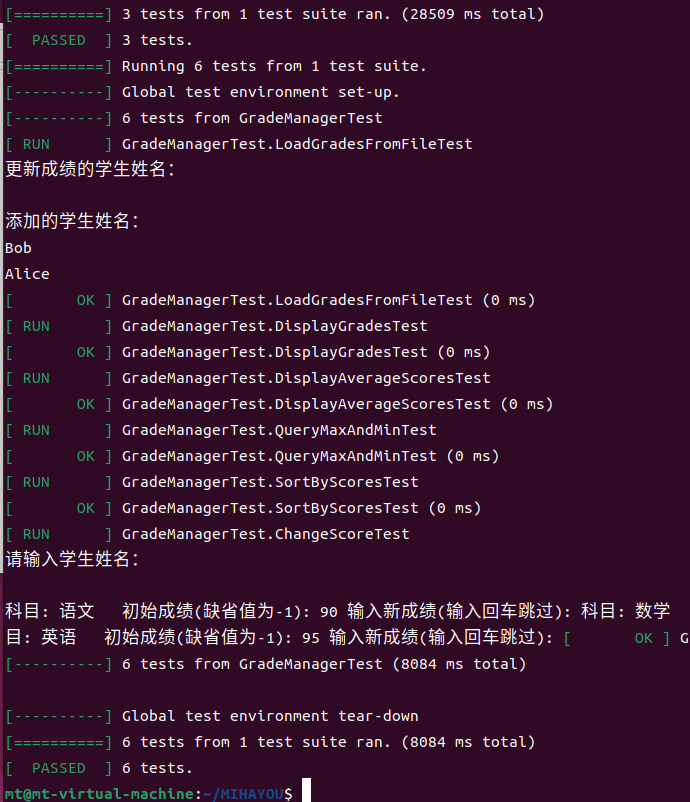 [==========] 3 tests from 1 test suite ran. (28509 ms total)
[  PASSED  ] 3 tests.
[==========] Running 6 tests from 1 test suite.
[----------] Global test environment set-up.
[----------] 6 tests from GradeManagerTest
[ RUN      ] GradeManagerTest.LoadGradesFromFileTest
更新成绩的学生姓名:
添加的学生姓名:
Bob
Alice
[       OK ] GradeManagerTest.LoadGradesFromFileTest (0 ms)
[ RUN      ] GradeManagerTest.DisplayGradesTest
[       OK ] GradeManagerTest.DisplayGradesTest (0 ms)
[ RUN      ] GradeManagerTest.DisplayAverageScoresTest
[       OK ] GradeManagerTest.DisplayAverageScoresTest (0 ms)
[ RUN      ] GradeManagerTest.QueryMaxAndMinTest
[       OK ] GradeManagerTest.QueryMaxAndMinTest (0 ms)
[ RUN      ] GradeManagerTest.SortByScoresTest
[       OK ] GradeManagerTest.SortByScoresTest (0 ms)
[ RUN      ] GradeManagerTest.ChangeScoreTest
请输入学生姓名:
科目: 语文   初始成绩(缺省值为-1): 90 输入新成绩(输入回车跳过): 科目: 数学
目: 英语   初始成绩(缺省值为-1): 95 输入新成绩(输入回车跳过): [       OK ] G
[----------] 6 tests from GradeManagerTest (8084 ms total)
[----------] Global test environment tear-down
[==========] 6 tests from 1 test suite ran. (8084 ms total)
[  PASSED  ] 6 tests.
mt@mt-virtual-machine:~/MIHAYOU$